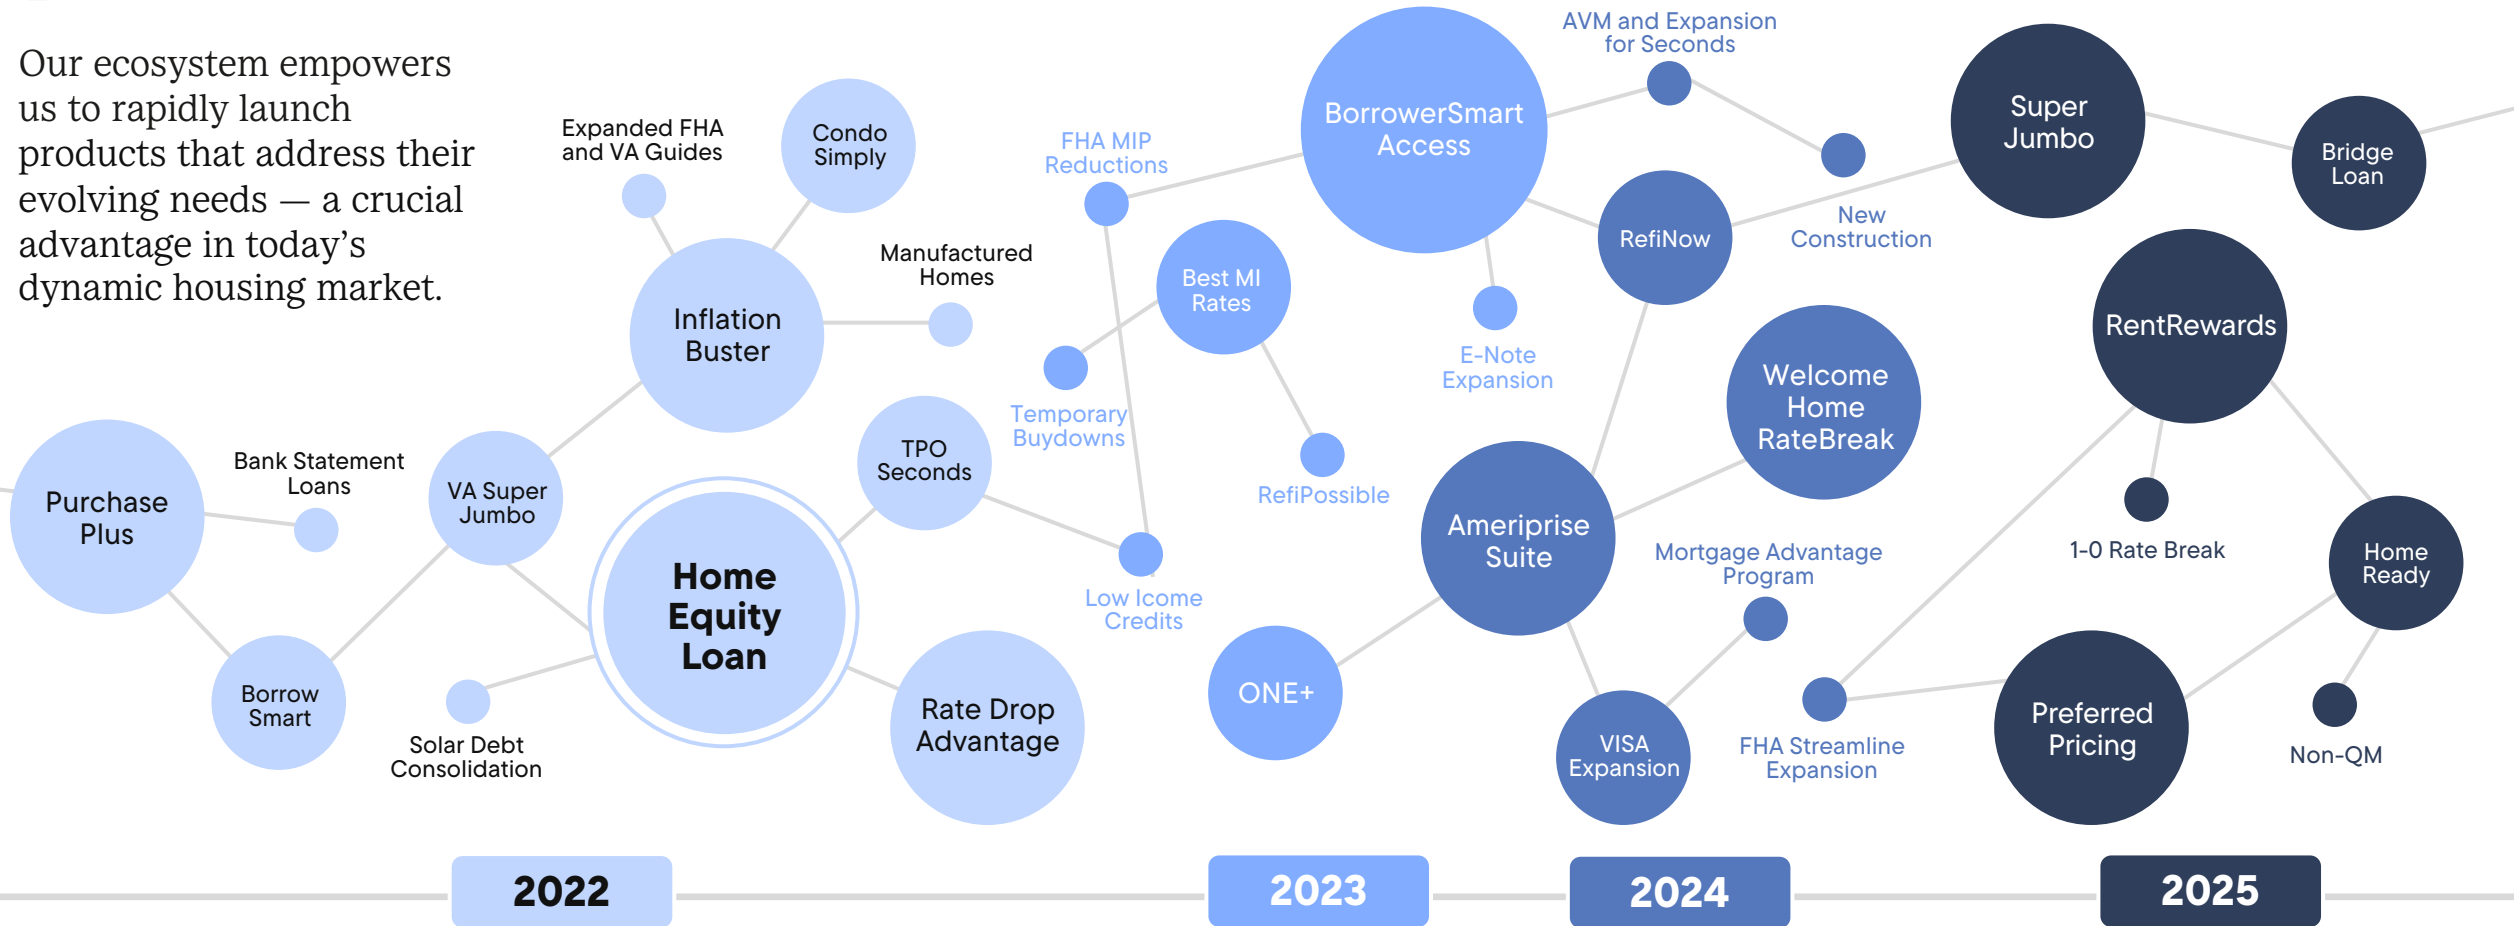 Our ecosystem empowers
us to rapidly launch
products that address their
evolving needs — a crucial
advantage in today’s
dynamic housing market.
Purchase
Plus
Bank Statement
Loans
Borrow
Smart
VA Super
Jumbo
Solar Debt
Consolidation
Expanded FHA
and VA Guides
Condo
Simply
Inflation
Buster
Manufactured
Homes
TPO
Seconds
Home
Equity
Loan
Rate Drop
Advantage
FHA MIP
Reductions
Best MI
Rates
Temporary
Buydowns
RefiPossible
Low Icome
Credits
ONE+
BorrowerSmart
Access
E-Note
Expansion
AVM and Expansion
for Seconds
New
Construction
RefiNow
Welcome
Home
RateBreak
Ameriprise
Suite
Mortgage Advantage
Program
VISA
Expansion
FHA Streamline
Expansion
Super
Jumbo
Bridge
Loan
RentRewards
1-0 Rate Break
Home
Ready
Preferred
Pricing
Non-QM
2022
2023
2024
2025